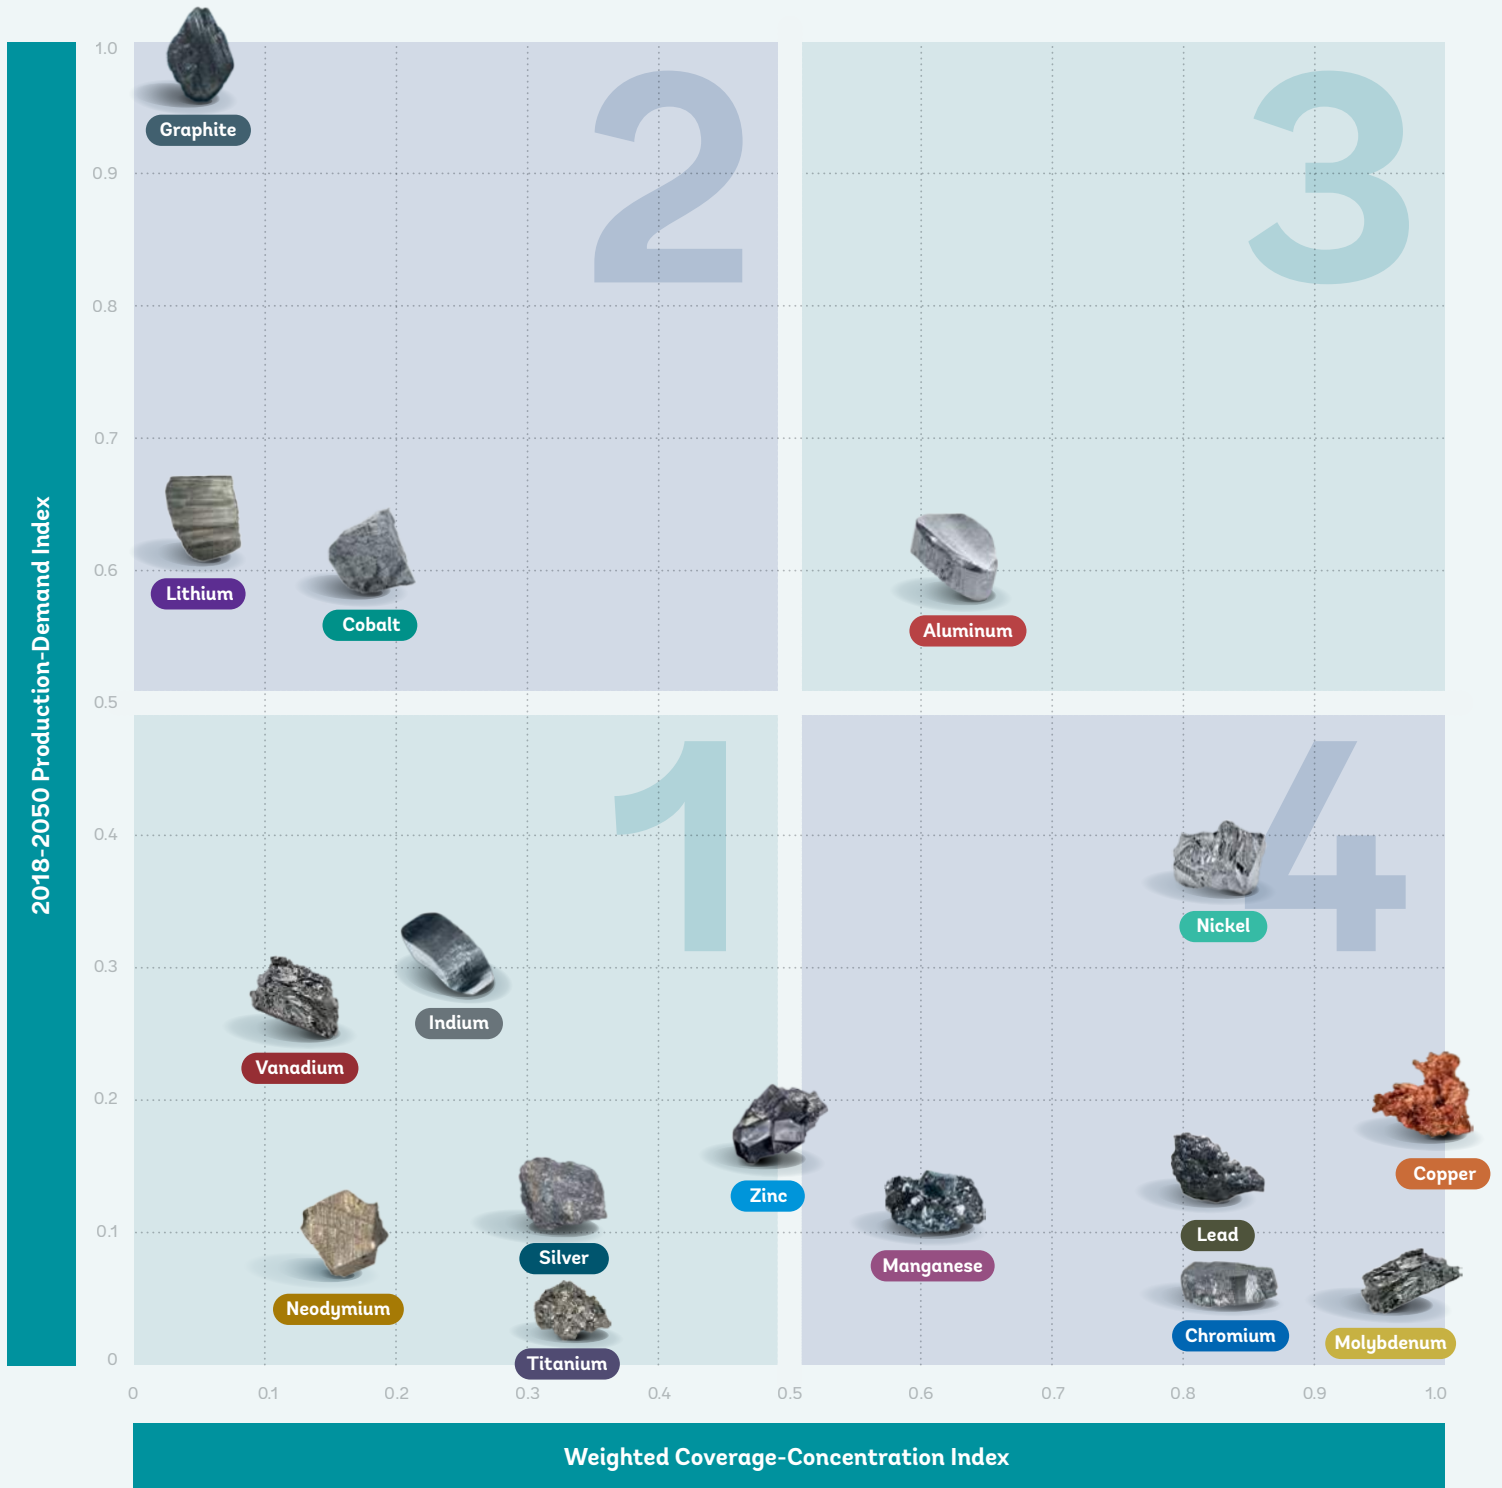 2018-2050 Production-Demand Index
1.0
0.9
0.8
0.7
0.6
0.5
0.4
0.3
0.2
0.1
0
2
3
Graphite
Lithium
Cobalt
Aluminum
1
4
Nickel
Indium
Vanadium
Copper
Zinc
Lead
Silver
Manganese
Neodymium
Chromium
Molybdenum
Titanium
0
0.1
0.2
0.3
0.4
0.5
0.6
0.7
0.8
0.9
1.0
Weighted Coverage-Concentration Index